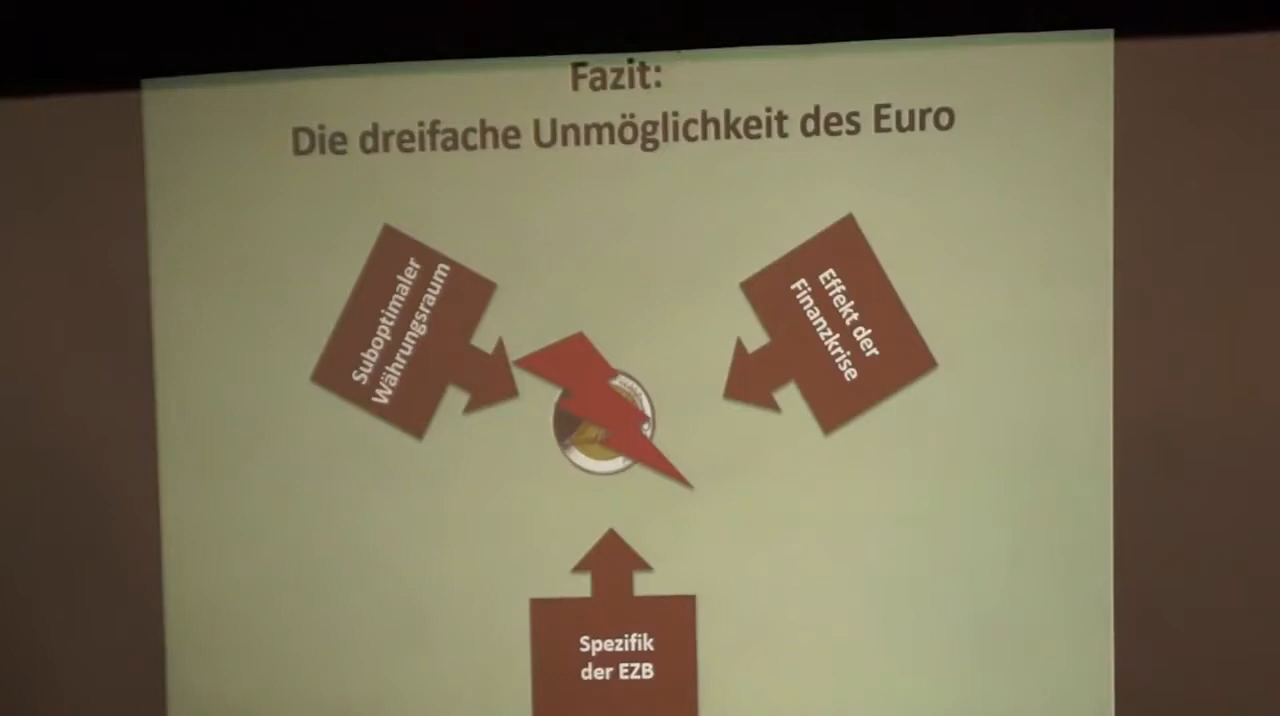 Fazit:
Die dreifache Unmöglichkeit des Euro
Suboptimaler
Währungsraum
Effekt der
Finanzkrise
Spezifik
der EZB